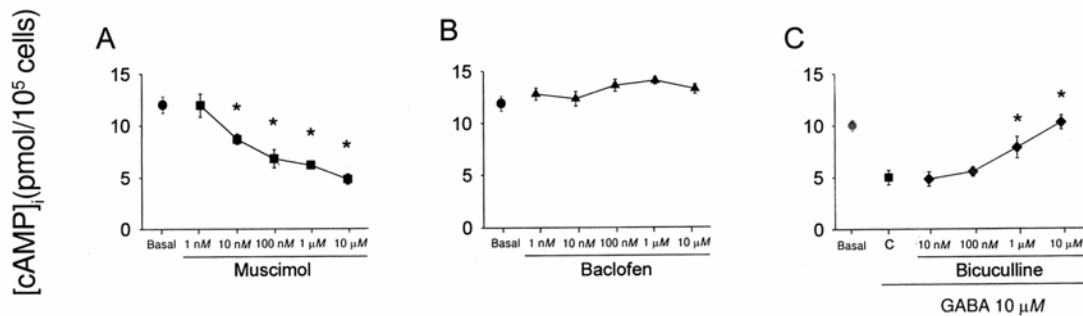 [cAMP]i (pmol/10⁵ cells)
A
15
10
5
0
* * * *
Basal 1 nM 10 nM 100 nM 1 µM 10 µM
Muscimol
B
15
10
5
0
Basal 1 nM 10 nM 100 nM 1 µM 10 µM
Baclofen
C
15
10
5
0
* *
Basal C 10 nM 100 nM 1 µM 10 µM
Bicuculline
GABA 10 µM